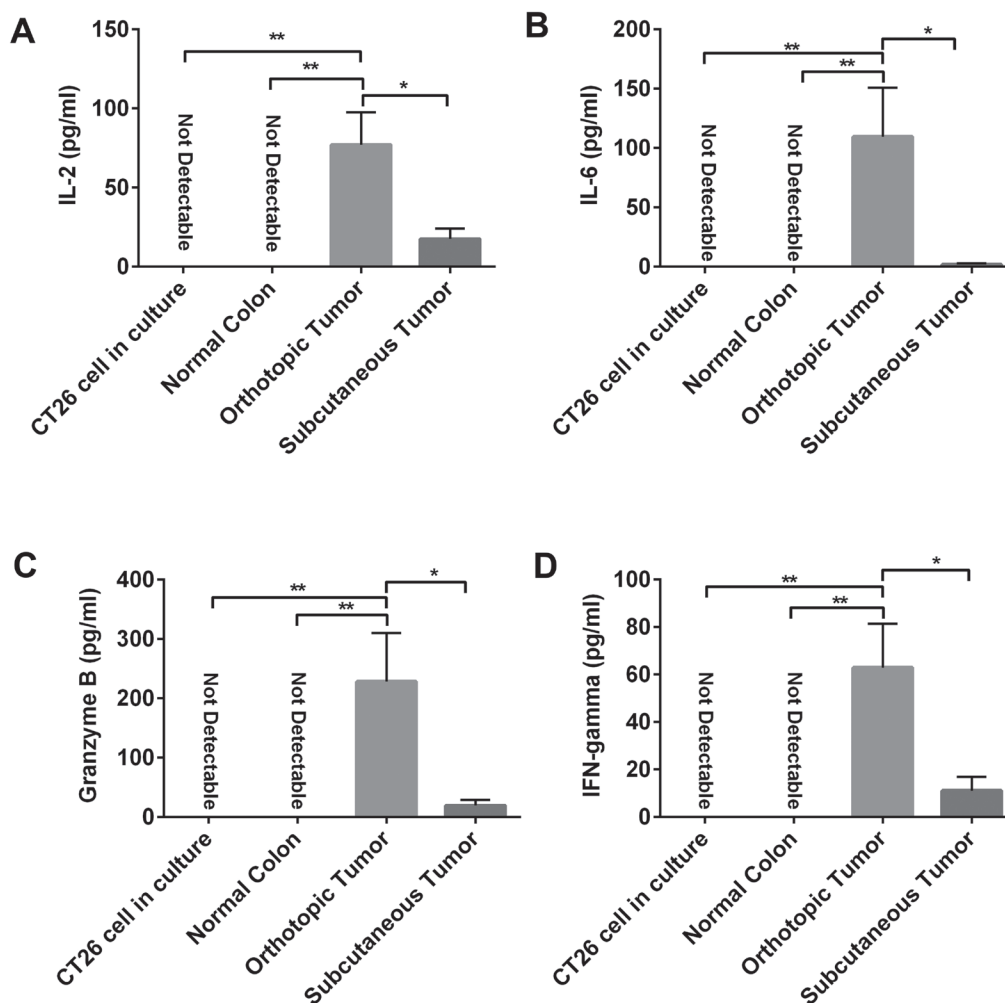 A
IL-2 (pg/ml)
150
100
50
0
**
**
*
Not Detectable
Not Detectable
CT26 cell in culture
Normal Colon
Orthotopic Tumor
Subcutaneous Tumor
B
IL-6 (pg/ml)
200
150
100
50
0
**
**
*
Not Detectable
Not Detectable
CT26 cell in culture
Normal Colon
Orthotopic Tumor
Subcutaneous Tumor
C
Granzyme B (pg/ml)
400
300
200
100
0
**
**
*
Not Detectable
Not Detectable
CT26 cell in culture
Normal Colon
Orthotopic Tumor
Subcutaneous Tumor
D
IFN-gamma (pg/ml)
100
80
60
40
20
0
**
**
*
Not Detectable
Not Detectable
CT26 cell in culture
Normal Colon
Orthotopic Tumor
Subcutaneous Tumor